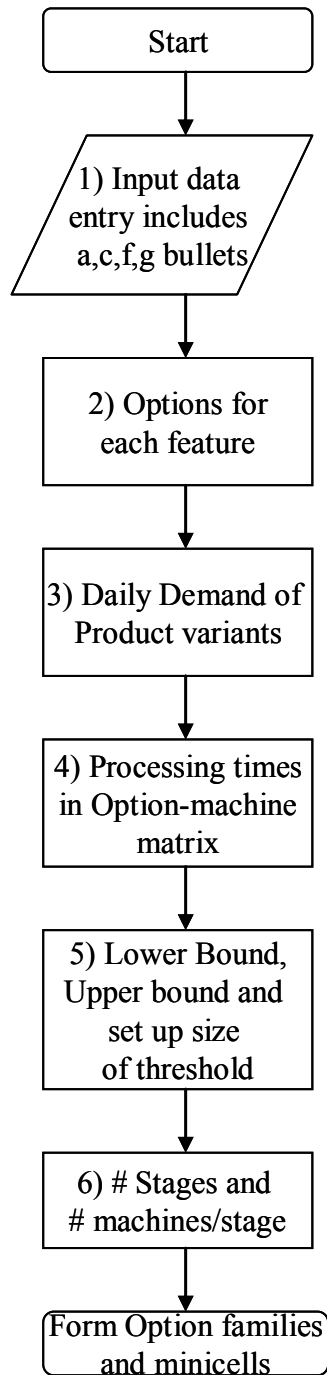 Start
1) Input data
entry includes
a,c,f,g bullets
2) Options for
each feature
3) Daily Demand of
Product variants
4) Processing times
in Option-machine
matrix
5) Lower Bound,
Upper bound and
set up size
of threshold
6) # Stages and
# machines/stage
Form Option families
and minicells